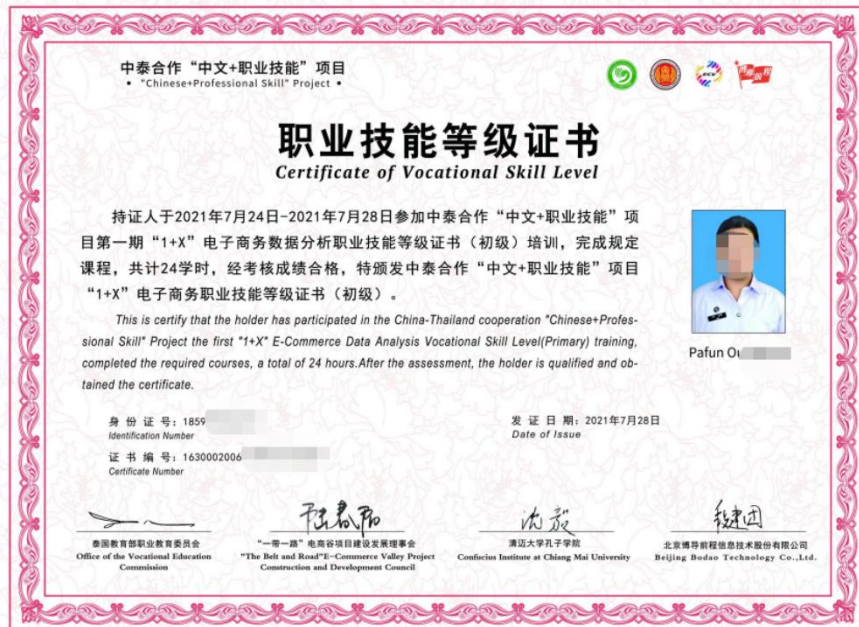 中泰合作“中文+职业技能”项目
• "Chinese+Professional Skill" Project •
职业技能等级证书
Certificate of Vocational Skill Level
持证人于2021年7月24日-2021年7月28日参加中泰合作“中文+职业技能”项
目第一期“1+X”电子商务数据分析职业技能等级证书（初级）培训，完成规定
课程，共计24学时，经考核成绩合格，特颁发中泰合作“中文+职业技能”项目
“1+X”电子商务职业技能等级证书（初级）。
This is certify that the holder has participated in the China-Thailand cooperation "Chinese+Profes-
sional Skill" Project the first "1+X" E-Commerce Data Analysis Vocational Skill Level(Primary) training,
completed the required courses, a total of 24 hours.After the assessment, the holder is qualified and ob-
tained the certificate.
Pafun
身份证号：1859
Identification Number
发证日期：2021年7月28日
Date of Issue
证书编号：1630002006
Certificate Number
沈毅
泰国教育部职业教育委员会
Office of the Vocational Education
Commission
“一带一路”电商谷项目建设发展理事会
"The Belt and Road"E-Commerce Valley Project
Construction and Development Council
清迈大学孔子学院
Confucius Institute at Chiang Mai University
北京博导前程信息技术股份有限公司
Beijing Bodao Technology Co.,Ltd.